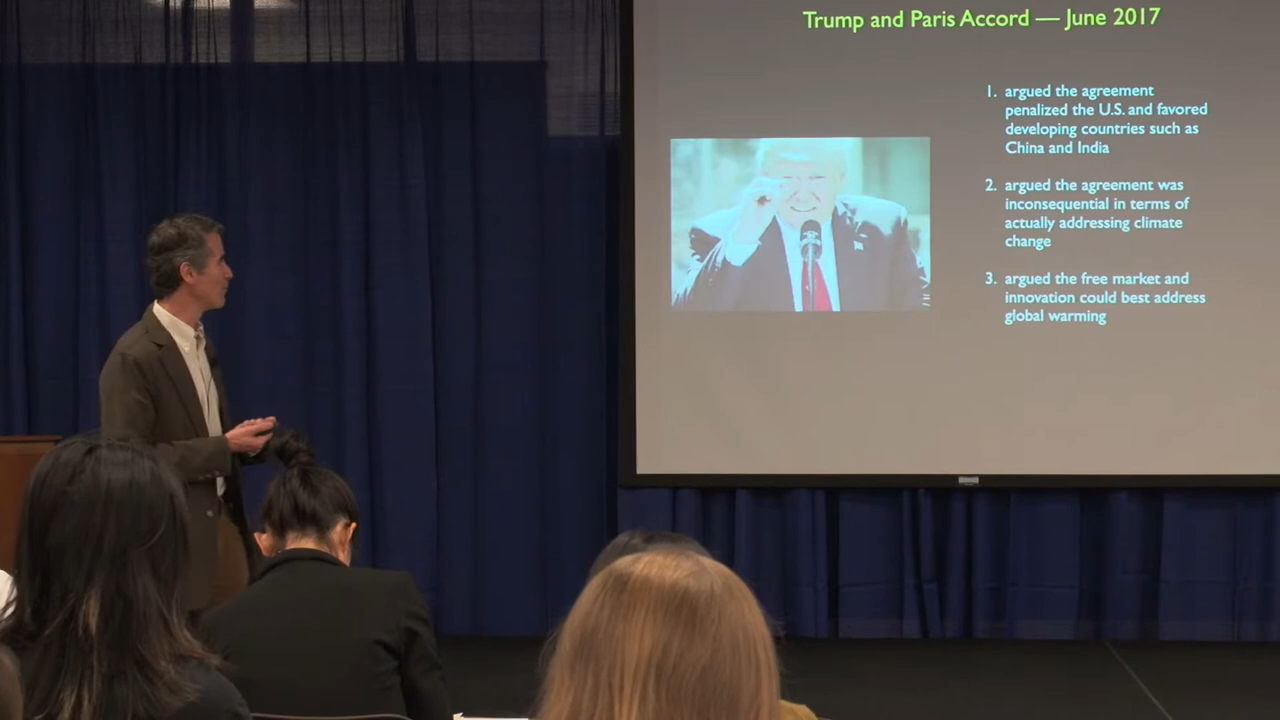 Trump and Paris Accord — June 2017
1. argued the agreement
penalized the U.S. and favored
developing countries such as
China and India
2. argued the agreement was
inconsequential in terms of
actually addressing climate
change
3. argued the free market and
innovation could best address
global warming